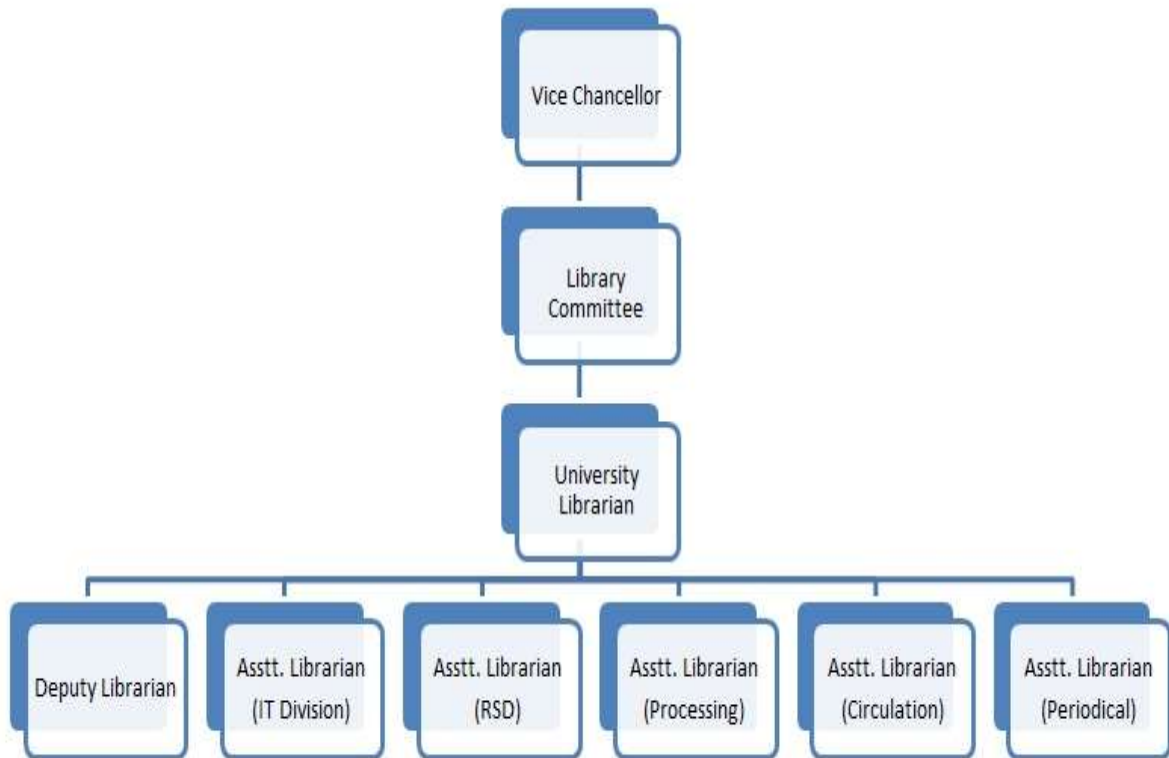 Vice Chancellor
Library
Committee
University
Librarian
Deputy Librarian
Asstt. Librarian
(IT Division)
Asstt. Librarian
(RSD)
Asstt. Librarian
(Processing)
Asstt. Librarian
(Circulation)
Asstt. Librarian
(Periodical)